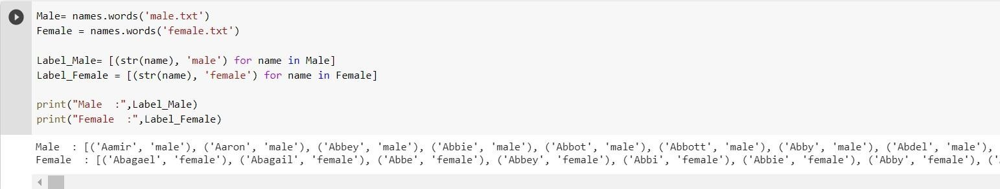 Male= names.words('male.txt')
Female = names.words('female.txt')
Label_Male= [(str(name), 'male') for name in Male]
Label_Female = [(str(name), 'female') for name in Female]
print("Male  :",Label_Male)
print("Female  :",Label_Female)
Male  : [('Aamir', 'male'), ('Aaron', 'male'), ('Abbey', 'male'), ('Abbie', 'male'), ('Abbot', 'male'), ('Abbott', 'male'), ('Abby', 'male'), ('Abdel', 'male'),
Female  : [('Abagael', 'female'), ('Abagail', 'female'), ('Abbe', 'female'), ('Abbey', 'female'), ('Abbi', 'female'), ('Abbie', 'female'), ('Abby', 'female'), ('